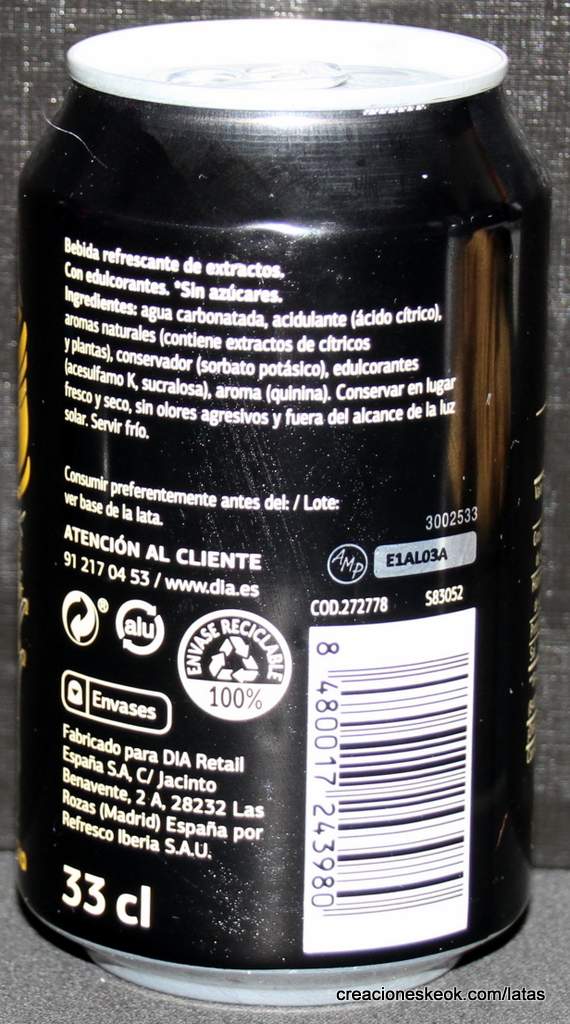 Bebida refrescante de extractos.
Con edulcorantes. *Sin azúcares.
Ingredientes: agua carbonatada, acidulante (ácido cítrico),
aromas naturales (contiene extractos de cítricos
y plantas), conservador (sorbato potásico), edulcorantes
(acesulfamo K, sucralosa), aroma (quinina). Conservar en lugar
fresco y seco, sin olores agresivos y fuera del alcance de la luz
solar. Servir frío.
Consumir preferentemente antes del: / Lote:
ver base de la lata.
ATENCIÓN AL CLIENTE
91 217 04 53 / www.dia.es
3002533
AMP E1AL03A
COD.272778 S83052
® alu
ENVASE RECICLABLE
100%
Envases
Fabricado para DIA Retail
España S.A, C/ Jacinto
Benavente, 2 A, 28232 Las
Rozas (Madrid) España por
Refresco Iberia S.A.U.
33 cl
8 480017 243980
creacioneskeok.com/latas